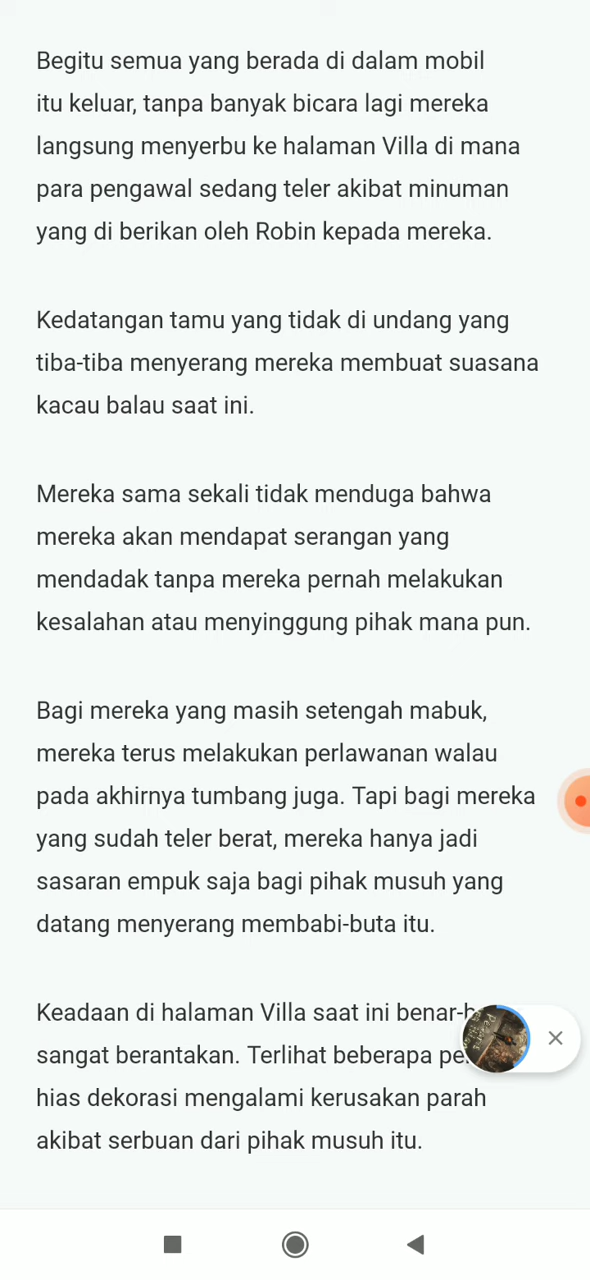 Begitu semua yang berada di dalam mobil
itu keluar, tanpa banyak bicara lagi mereka
langsung menyerbu ke halaman Villa di mana
para pengawal sedang teler akibat minuman
yang di berikan oleh Robin kepada mereka.
Kedatangan tamu yang tidak di undang yang
tiba-tiba menyerang mereka membuat suasana
kacau balau saat ini.
Mereka sama sekali tidak menduga bahwa
mereka akan mendapat serangan yang
mendadak tanpa mereka pernah melakukan
kesalahan atau menyinggung pihak mana pun.
Bagi mereka yang masih setengah mabuk,
mereka terus melakukan perlawanan walau
pada akhirnya tumbang juga. Tapi bagi mereka
yang sudah teler berat, mereka hanya jadi
sasaran empuk saja bagi pihak musuh yang
datang menyerang membabi-buta itu.
Keadaan di halaman Villa saat ini
sangat berantakan. Terlihat beberapa
hias dekorasi mengalami kerusakan parah
akibat serbuan dari pihak musuh itu.